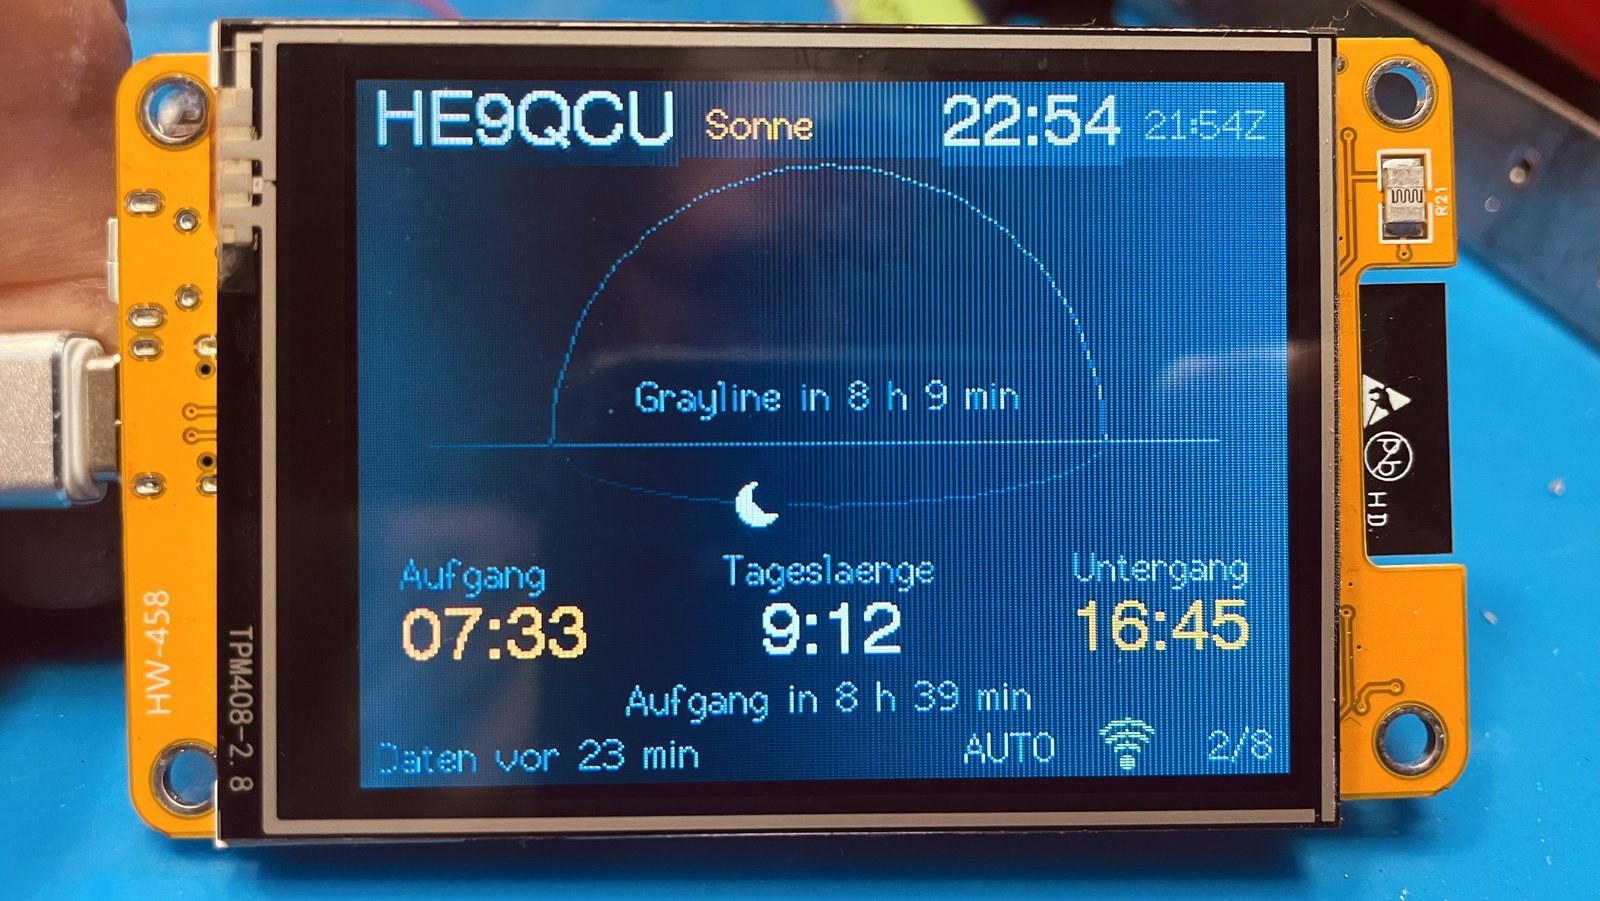 HE9QCU Sonne 22:54 21:54Z
Grayline in 8 h 9 min
Aufgang Tageslaenge Untergang
07:33 9:12 16:45
Aufgang in 8 h 39 min
Daten vor 23 min AUTO 2/8
HW-458
TPM408-2.8
R21
Pb
HD.